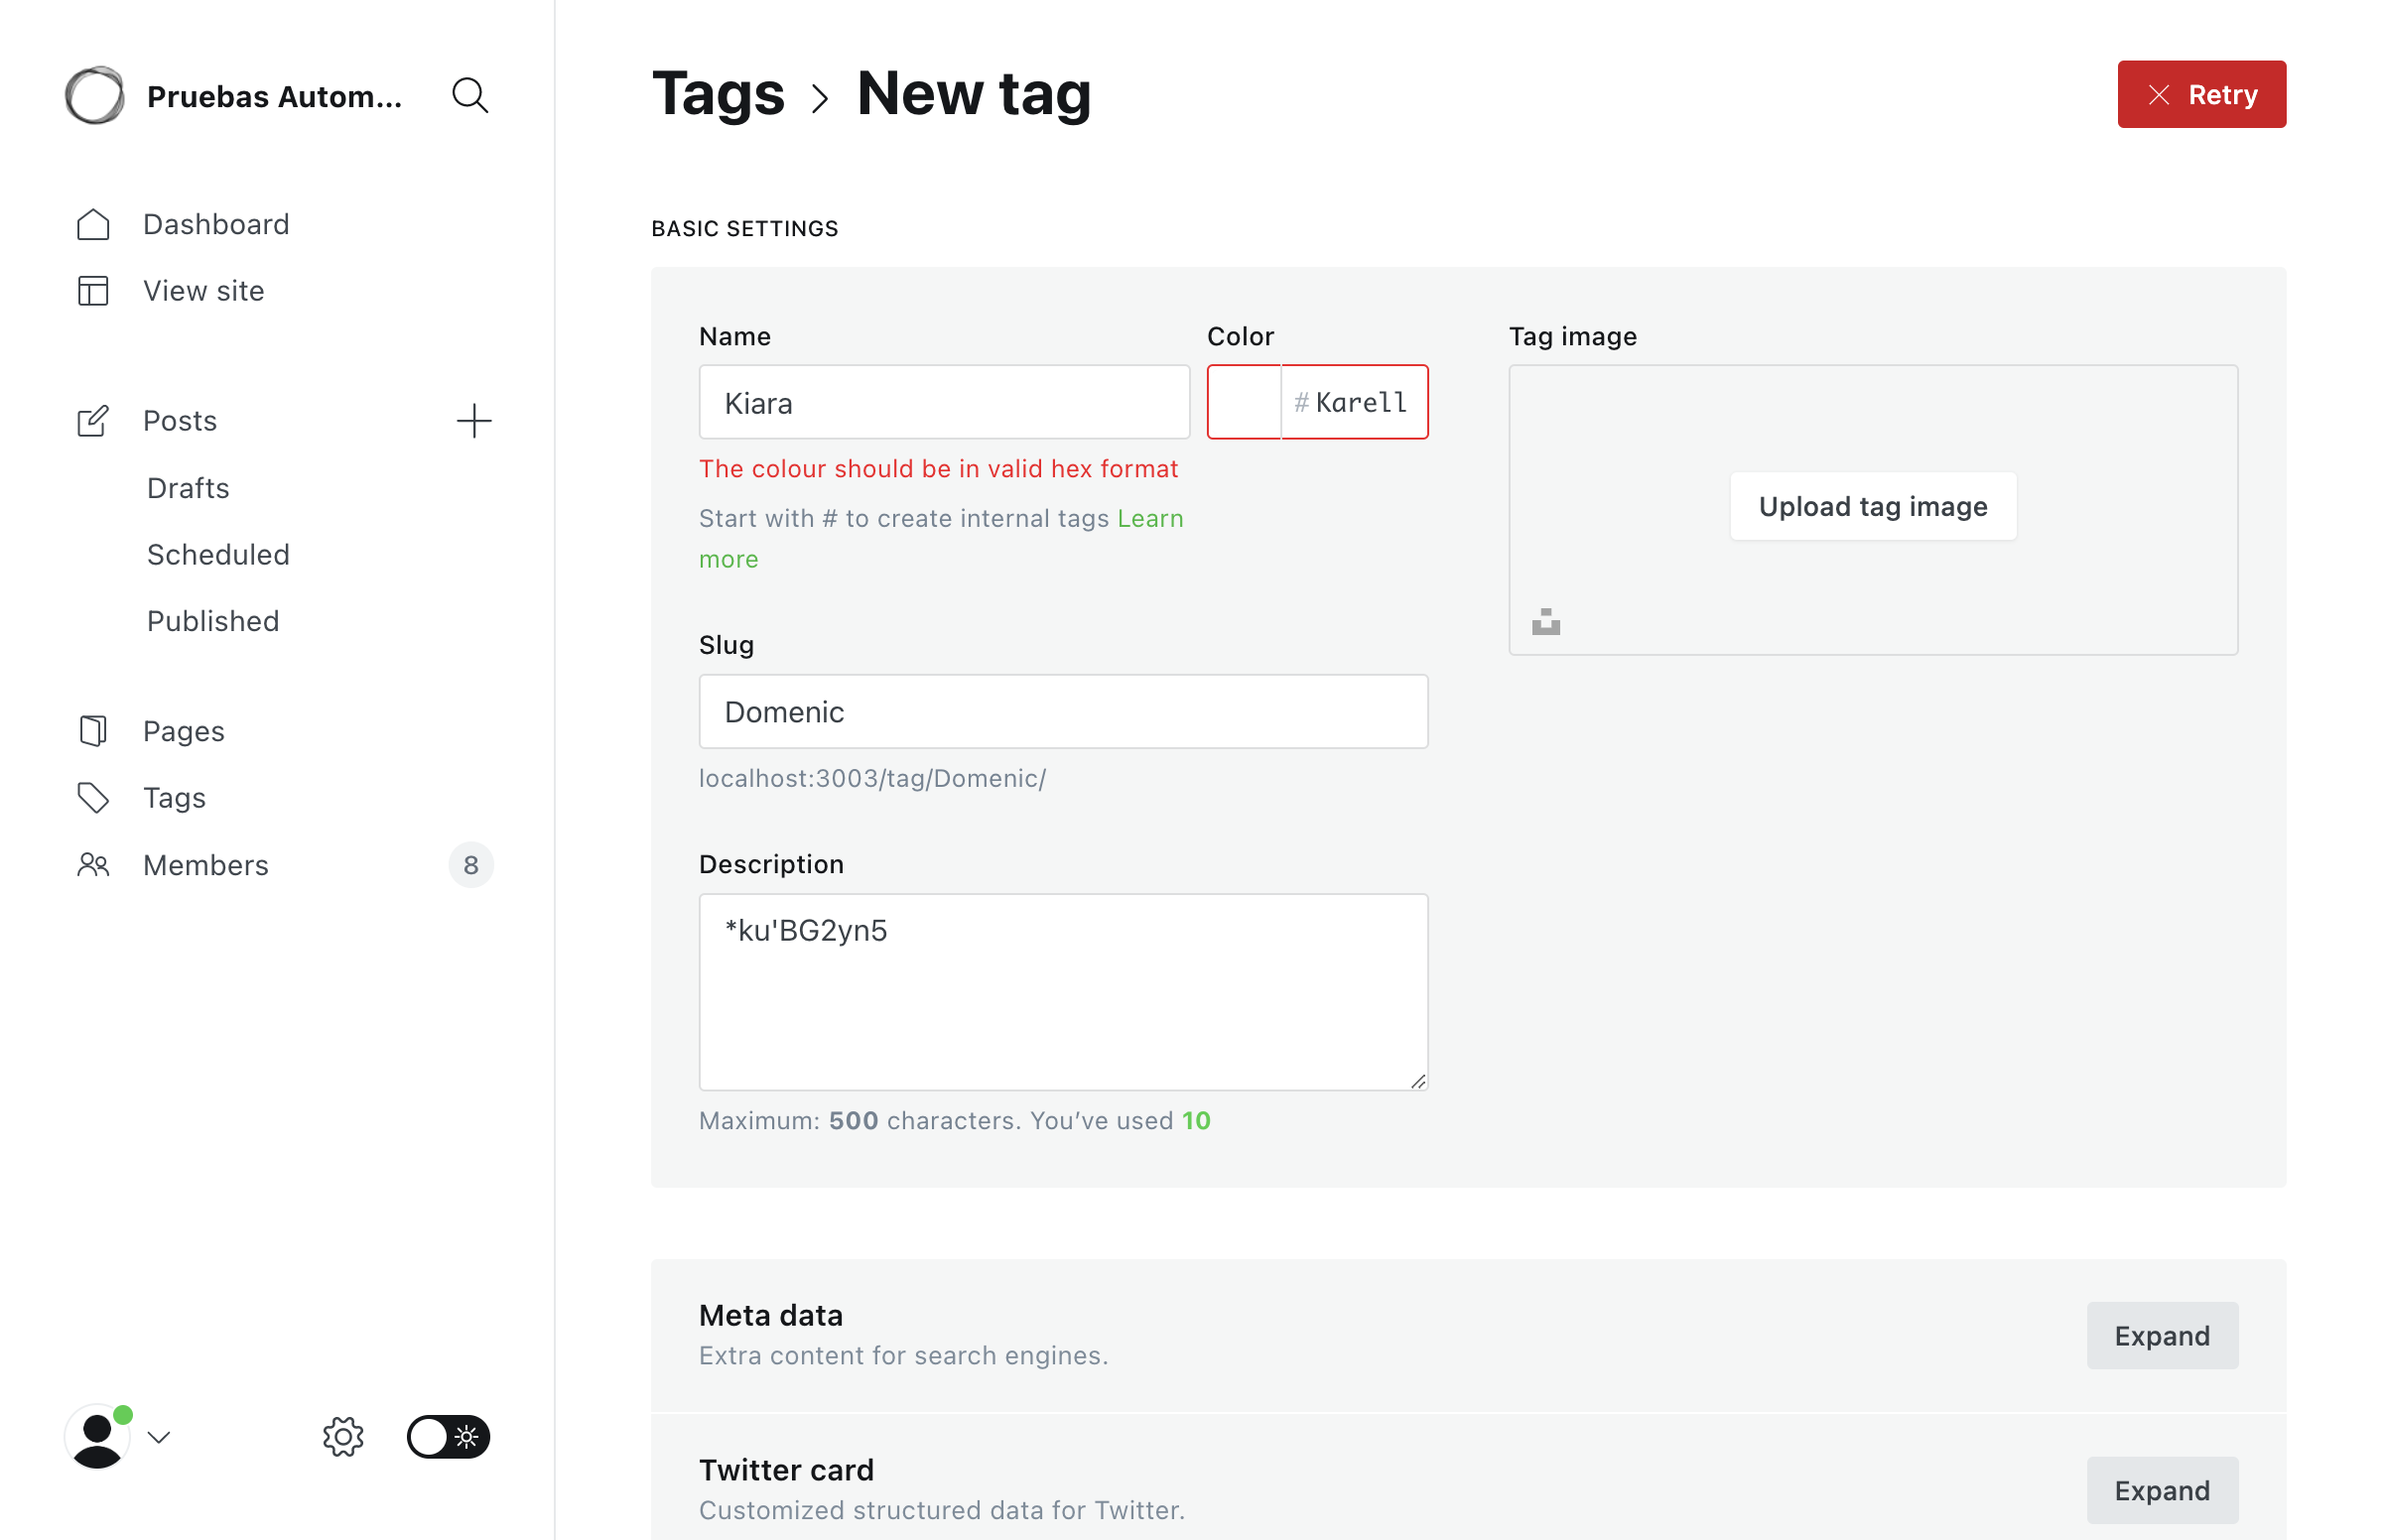 Pruebas Autom...
Dashboard
View site
Posts
Drafts
Scheduled
Published
Pages
Tags
Members 8
Tags > New tag
Retry
BASIC SETTINGS
Name
Kiara
Color
# Karell
The colour should be in valid hex format
Start with # to create internal tags Learn
more
Slug
Domenic
localhost:3003/tag/Domenic/
Description
*ku'BG2yn5
Maximum: 500 characters. You’ve used 10
Tag image
Upload tag image
Meta data
Extra content for search engines.
Expand
Twitter card
Customized structured data for Twitter.
Expand